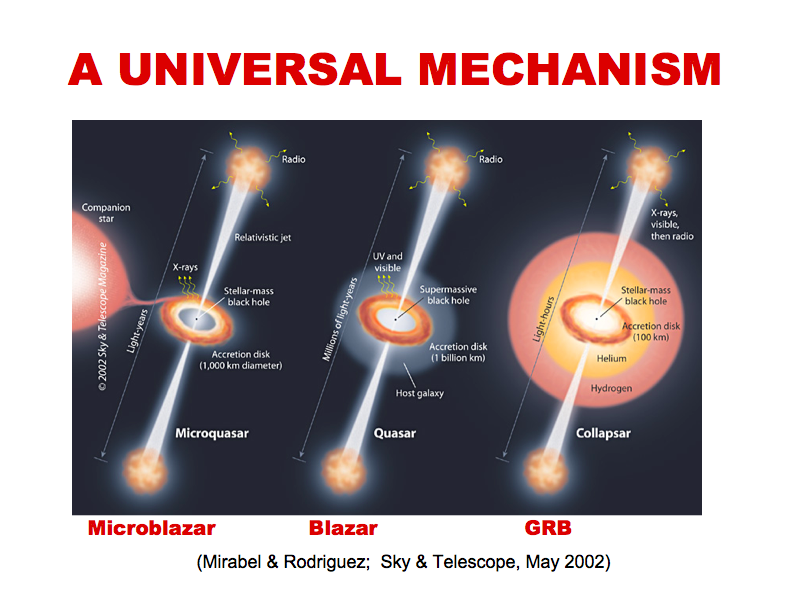 A UNIVERSAL MECHANISM
Companion
star
Radio
Relativistic jet
X-rays
Stellar-mass
black hole
Light-years
Accretion disk
(1,000 km diameter)
© 2002 Sky & Telescope Magazine
Microquasar
Radio
UV and
visible
Supermassive
black hole
Millions of light-years
Accretion disk
(1 billion km)
Host galaxy
Quasar
X-rays,
visible,
then radio
Stellar-mass
black hole
Light-hours
Accretion disk
(100 km)
Helium
Hydrogen
Collapsar
Microblazar
Blazar
GRB
(Mirabel & Rodriguez; Sky & Telescope, May 2002)